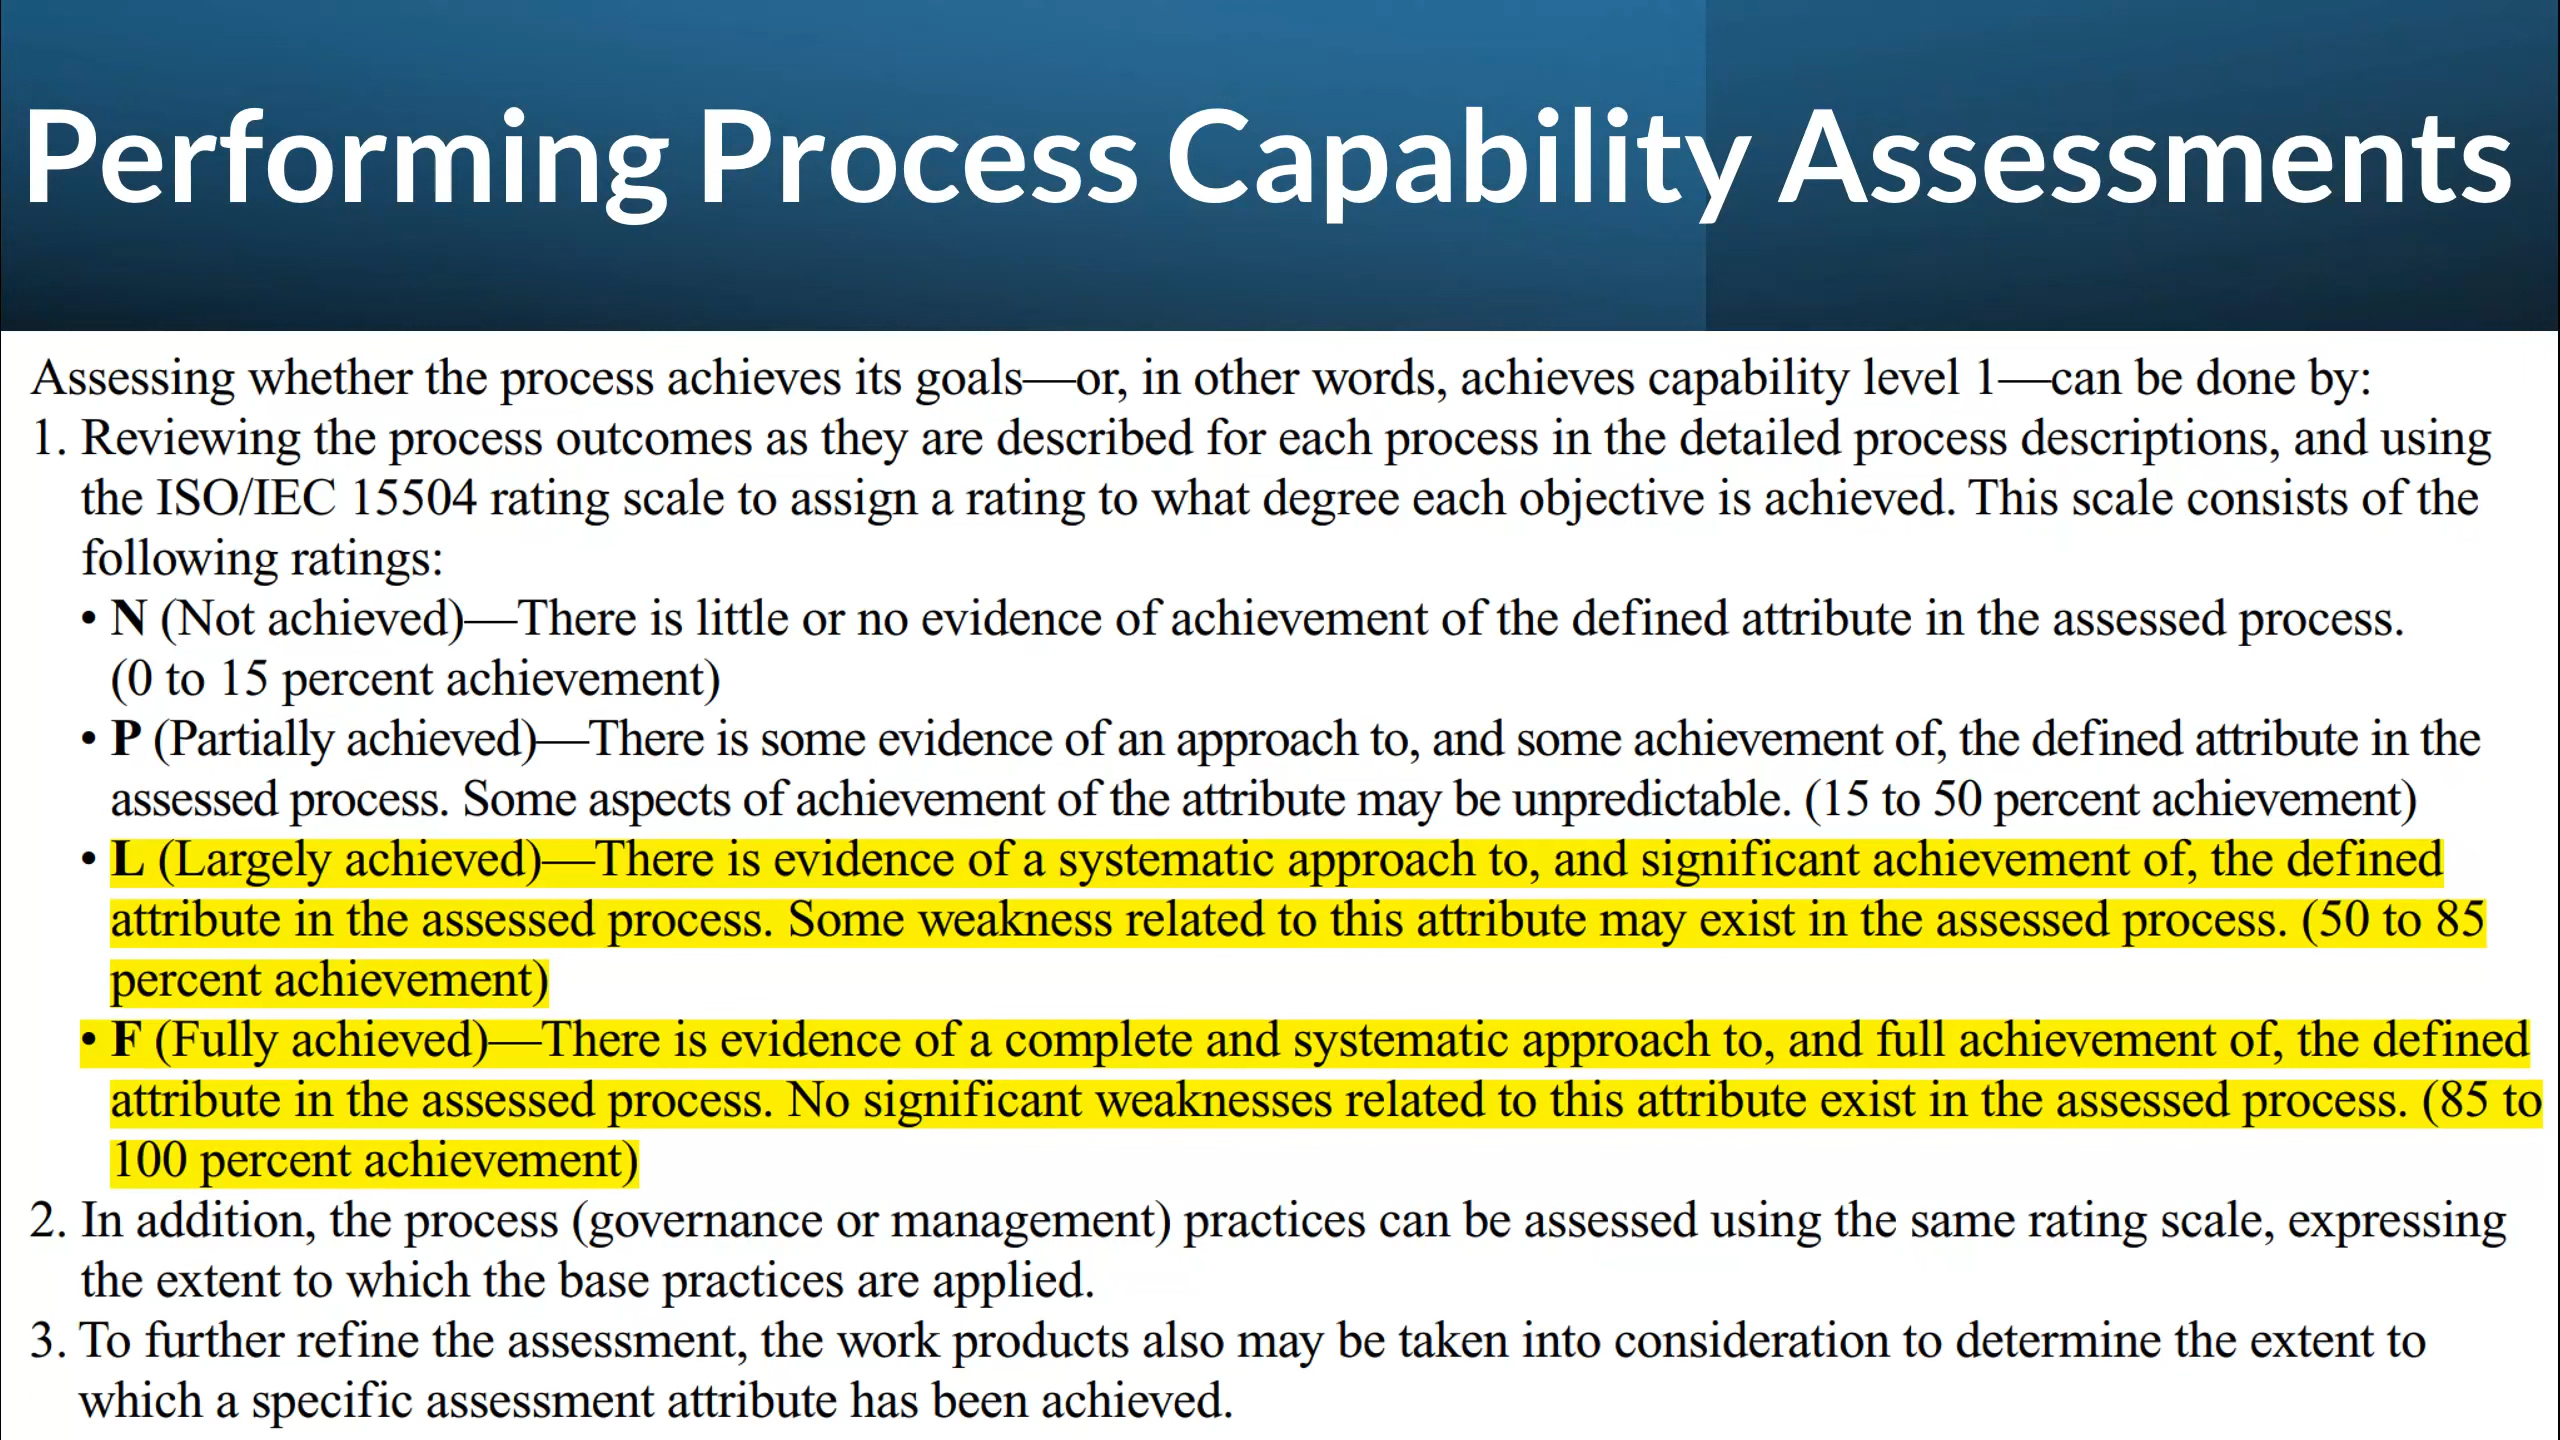 Performing Process Capability Assessments
Assessing whether the process achieves its goals—or, in other words, achieves capability level 1—can be done by:
1. Reviewing the process outcomes as they are described for each process in the detailed process descriptions, and using
the ISO/IEC 15504 rating scale to assign a rating to what degree each objective is achieved. This scale consists of the
following ratings:
• N (Not achieved)—There is little or no evidence of achievement of the defined attribute in the assessed process.
(0 to 15 percent achievement)
• P (Partially achieved)—There is some evidence of an approach to, and some achievement of, the defined attribute in the
assessed process. Some aspects of achievement of the attribute may be unpredictable. (15 to 50 percent achievement)
• L (Largely achieved)—There is evidence of a systematic approach to, and significant achievement of, the defined
attribute in the assessed process. Some weakness related to this attribute may exist in the assessed process. (50 to 85
percent achievement)
• F (Fully achieved)—There is evidence of a complete and systematic approach to, and full achievement of, the defined
attribute in the assessed process. No significant weaknesses related to this attribute exist in the assessed process. (85 to
100 percent achievement)
2. In addition, the process (governance or management) practices can be assessed using the same rating scale, expressing
the extent to which the base practices are applied.
3. To further refine the assessment, the work products also may be taken into consideration to determine the extent to
which a specific assessment attribute has been achieved.